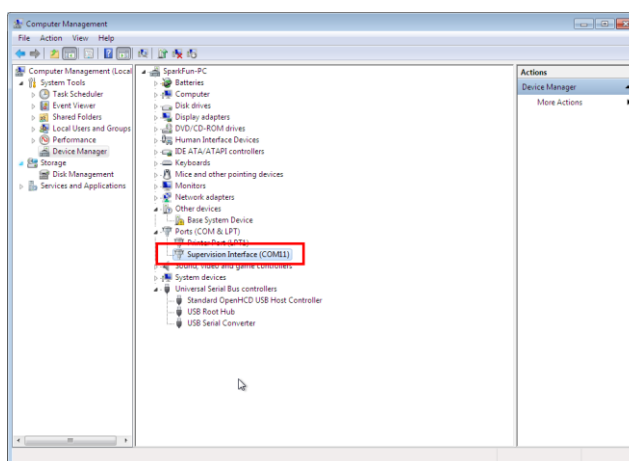 Computer Management
File Action View Help
Computer Management (Local
System Tools
Task Scheduler
Event Viewer
Shared Folders
Local Users and Groups
Performance
Device Manager
Storage
Disk Management
Services and Applications
SparkFun-PC
Batteries
Computer
Disk drives
Display adapters
DVD/CD-ROM drives
Human Interface Devices
IDE ATA/ATAPI controllers
Keyboards
Mice and other pointing devices
Monitors
Network adapters
Other devices
Base System Device
Ports (COM & LPT)
Printer Port (LPT1)
Supervision Interface (COM11)
Sound, video and game controllers
System devices
Universal Serial Bus controllers
Standard OpenHCD USB Host Controller
USB Root Hub
USB Serial Converter
Actions
Device Manager
More Actions